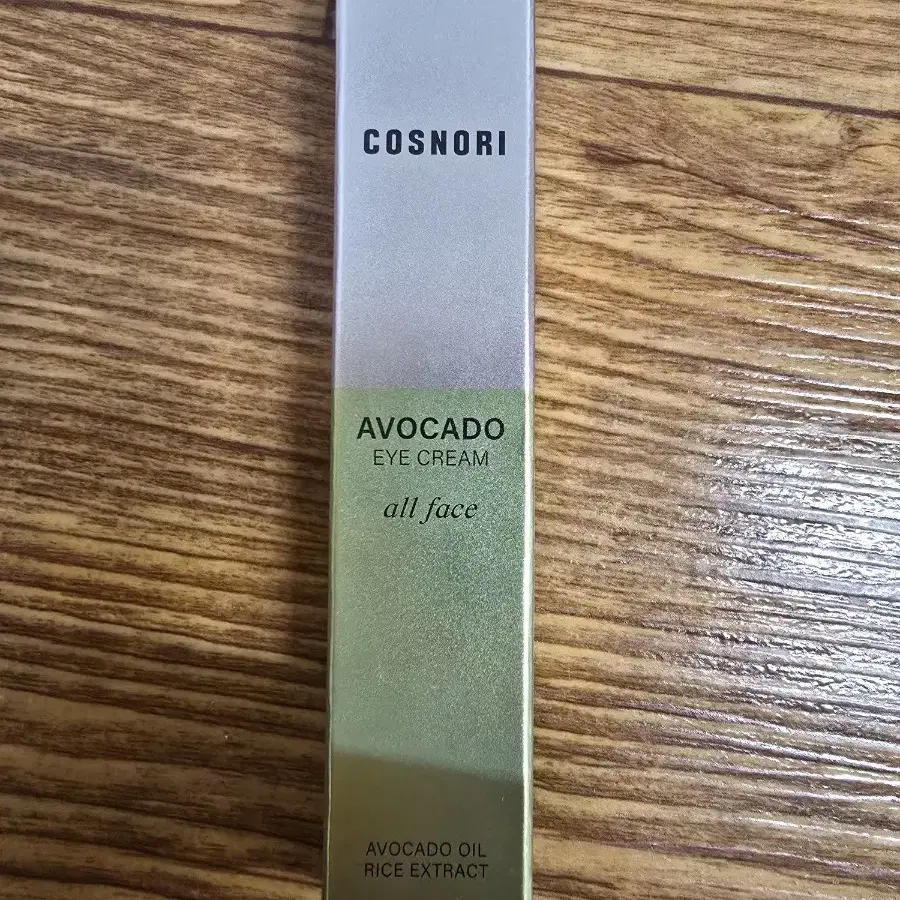 COSNORI
AVOCADO
EYE CREAM
all face
AVOCADO OIL
RICE EXTRACT